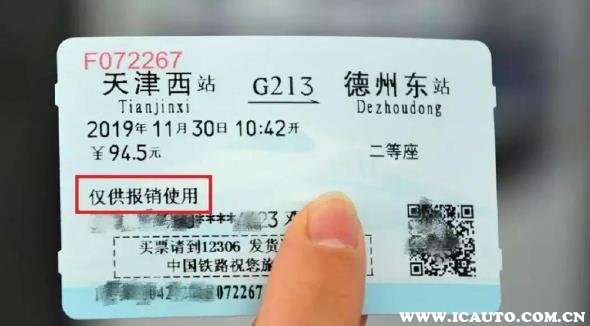 F072267
天津西站 G213 德州东站
Tianjinxi Dezhoudong
2019年11月30日10:42开
￥94.5元 二等座
仅供报销使用
买票请到12306 发货
中国铁路祝您旅
072267
www.icauto.com.cn